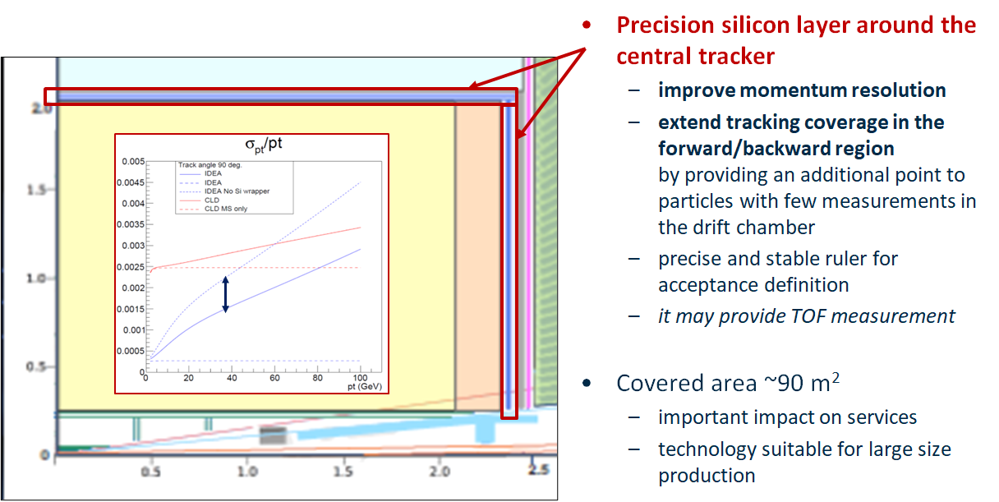 • Precision silicon layer around the
central tracker
– improve momentum resolution
– extend tracking coverage in the
forward/backward region
by providing an additional point to
particles with few measurements in
the drift chamber
– precise and stable ruler for
acceptance definition
– it may provide TOF measurement
• Covered area ~90 m²
– important impact on services
– technology suitable for large size
production
σpt/pt
Track angle 90 deg.
IDEA
IDEA
IDEA No Si wrapper
CLD
CLD MS only
0.005
0.0045
0.004
0.0035
0.003
0.0025
0.002
0.0015
0.001
0.0005
0
0 20 40 60 80 100
pt (GeV)
2.0
1.5
1.0
0.5
0
0.5 1.0 1.5 2.0 2.5